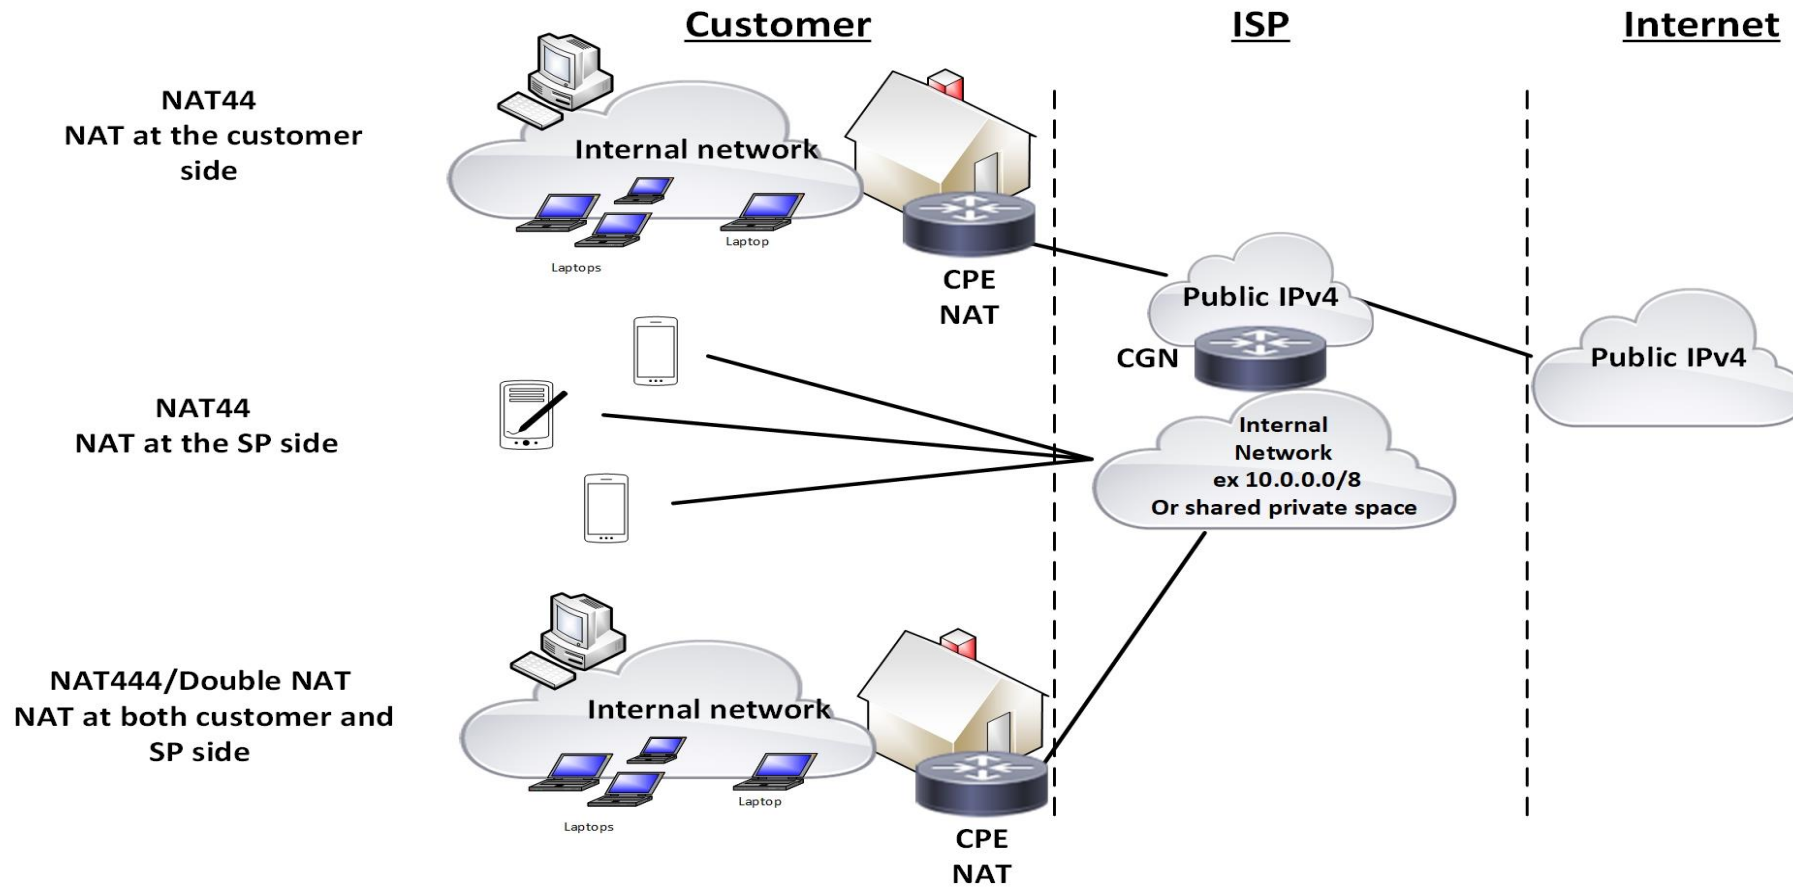 Customer
ISP
Internet
NAT44
NAT at the customer
side
Internal network
Laptops
Laptop
CPE
NAT
Public IPv4
CGN
Public IPv4
NAT44
NAT at the SP side
Internal
Network
ex 10.0.0.0/8
Or shared private space
NAT444/Double NAT
NAT at both customer and
SP side
Internal network
Laptops
Laptop
CPE
NAT